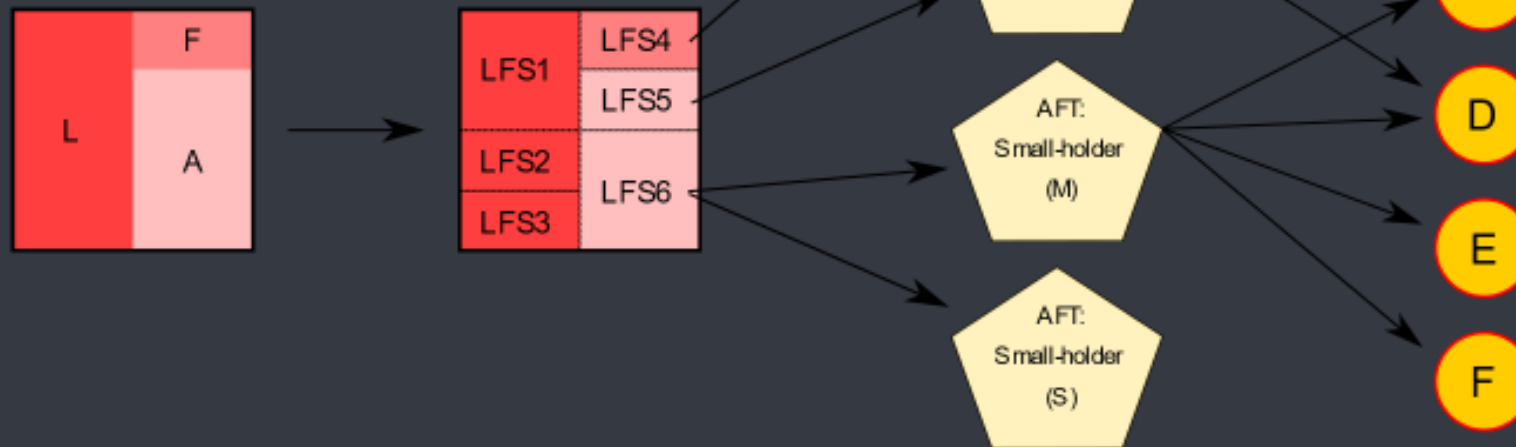 F
L
A
LFS1
LFS4
LFS5
LFS2
LFS6
LFS3
AFT:
Small-holder
(M)
AFT:
Small-holder
(S)
D
E
F